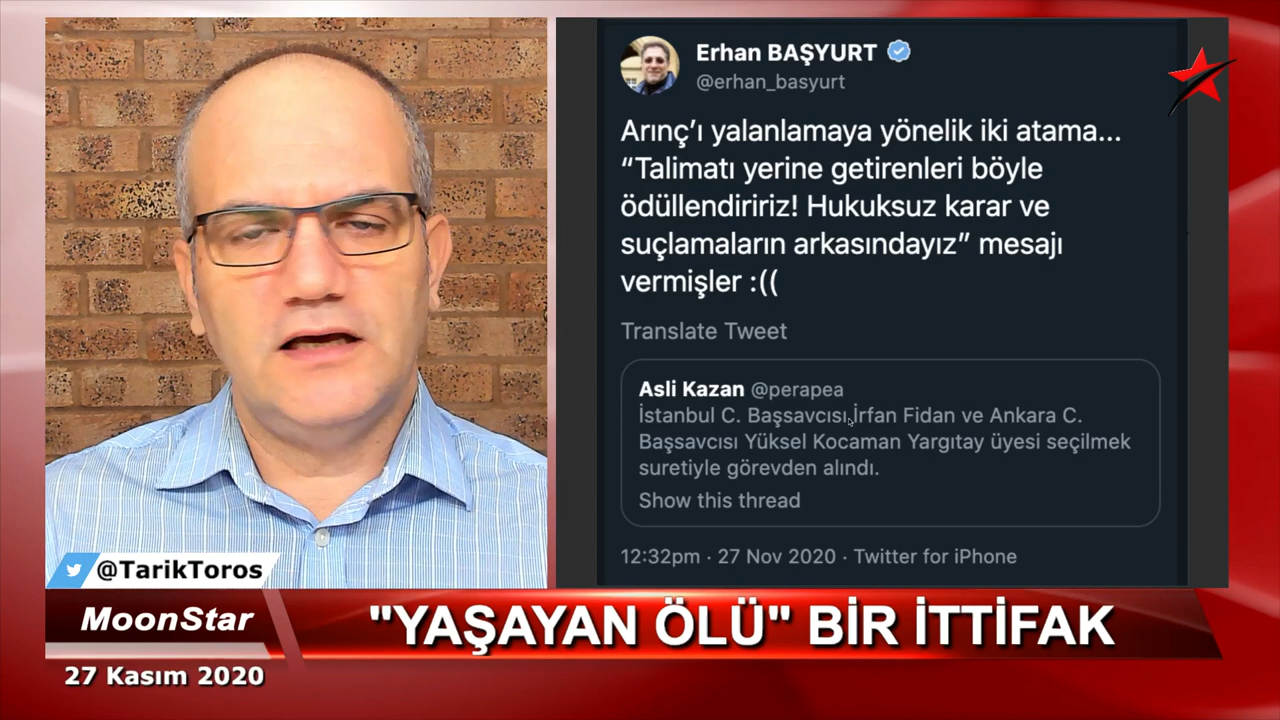 Erhan BAŞYURT
@erhan_basyurt
Arınç’ı yalanlamaya yönelik iki atama...
“Talimatı yerine getirenleri böyle
ödüllendiririz! Hukuksuz karar ve
suçlamaların arkasındayız” mesajı
vermişler :((
Translate Tweet
Asli Kazan @perapea
İstanbul C. Başsavcısı İrfan Fidan ve Ankara C.
Başsavcısı Yüksel Kocaman Yargıtay üyesi seçilmek
suretiyle görevden alındı.
Show this thread
12:32pm · 27 Nov 2020 · Twitter for iPhone
@TarikToros
MoonStar
"YAŞAYAN ÖLÜ" BİR İTTİFAK
27 Kasım 2020